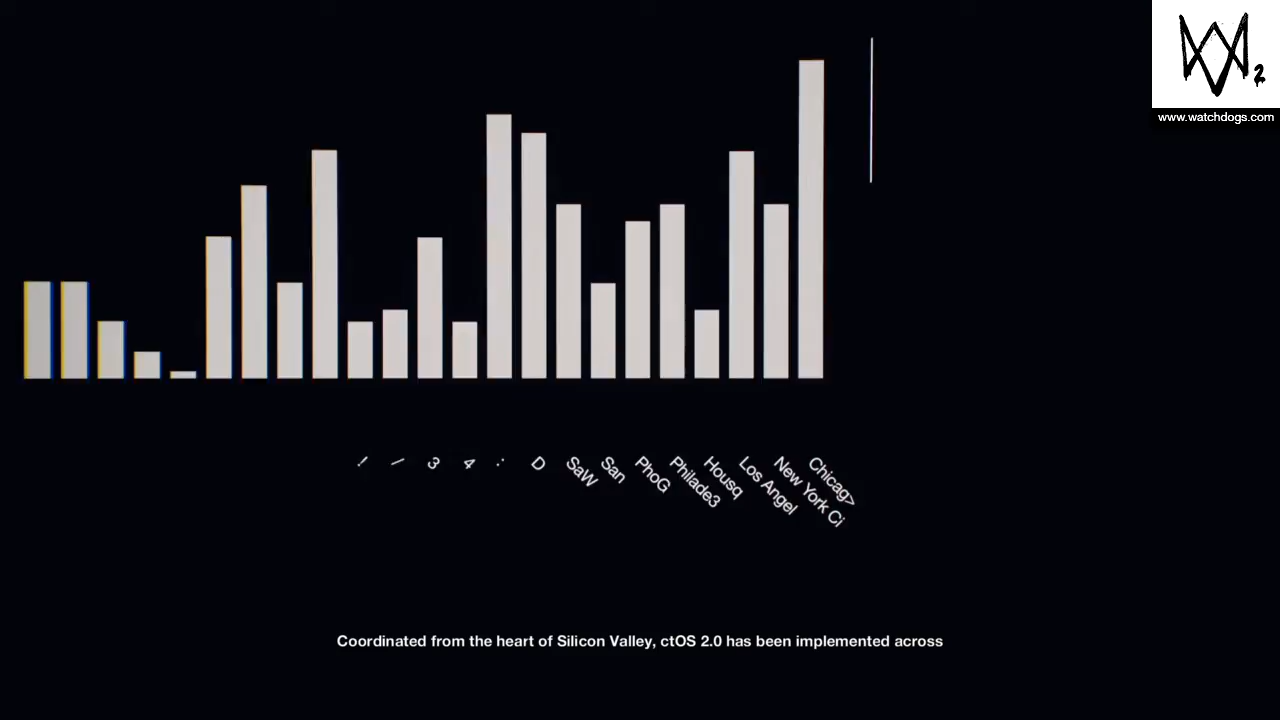 2
www.watchdogs.com
!
/
3
4
:
D
SaW
San
PhoG
Philade3
Housq
Los Angel
New York Ci
Chicag>
Coordinated from the heart of Silicon Valley, ctOS 2.0 has been implemented across